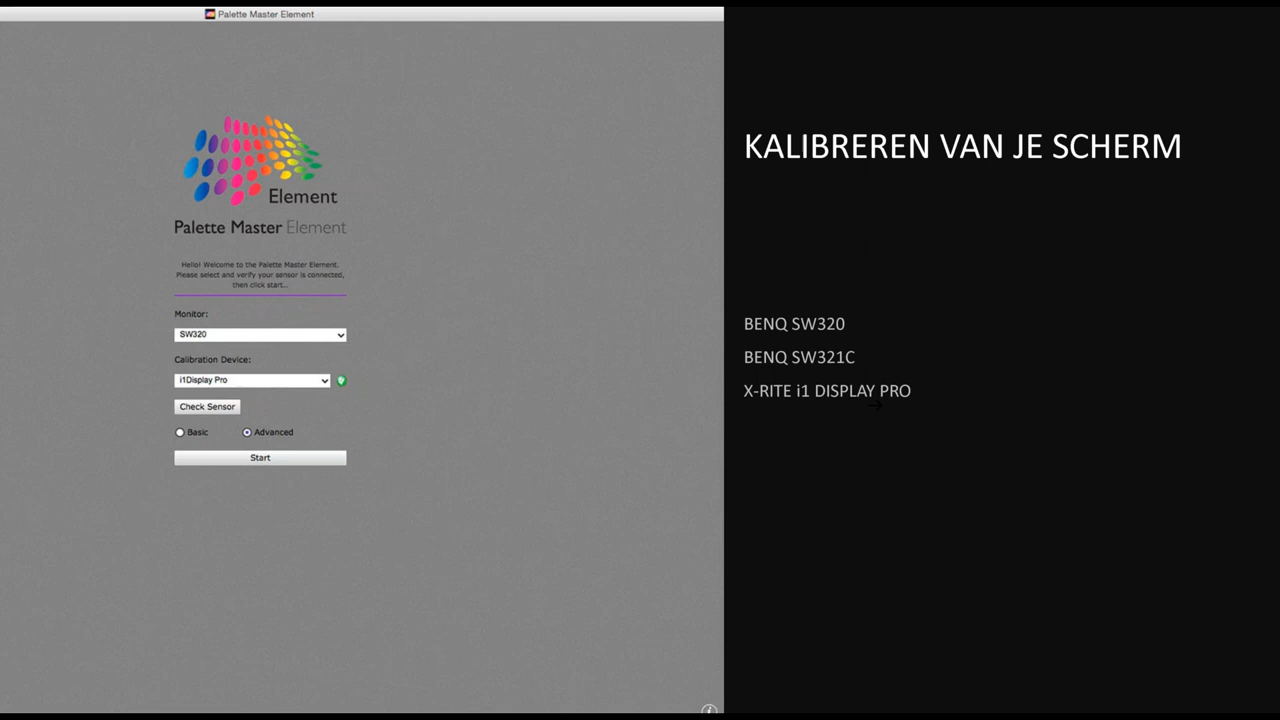 Palette Master Element
Element
Palette Master Element
Hello! Welcome to the Palette Master Element.
Please select and verify your sensor is connected,
then click start...
Monitor:
SW320
Calibration Device:
i1Display Pro
Check Sensor
Basic
Advanced
Start
i
KALIBREREN VAN JE SCHERM
BENQ SW320
BENQ SW321C
X-RITE i1 DISPLAY PRO